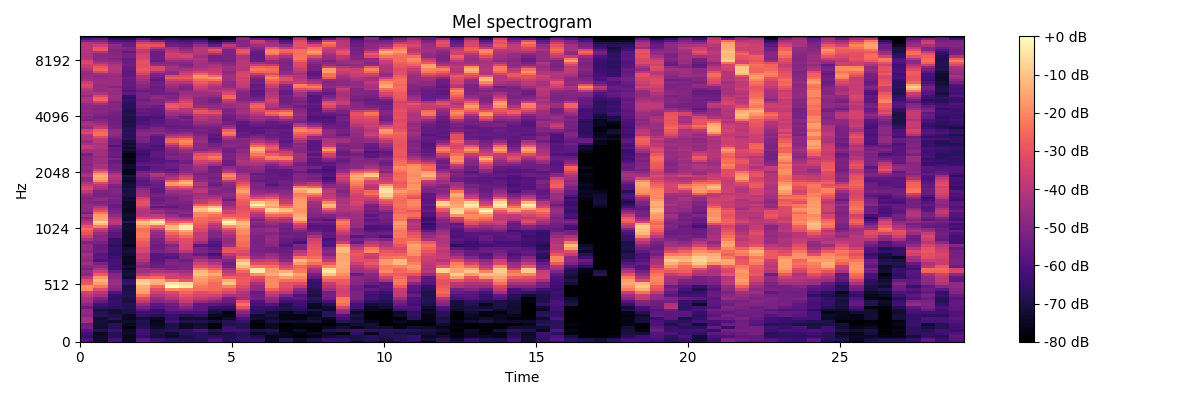 Mel spectrogram
Hz
8192
4096
2048
1024
512
0
0 5 10 15 20 25
Time
+0 dB
-10 dB
-20 dB
-30 dB
-40 dB
-50 dB
-60 dB
-70 dB
-80 dB